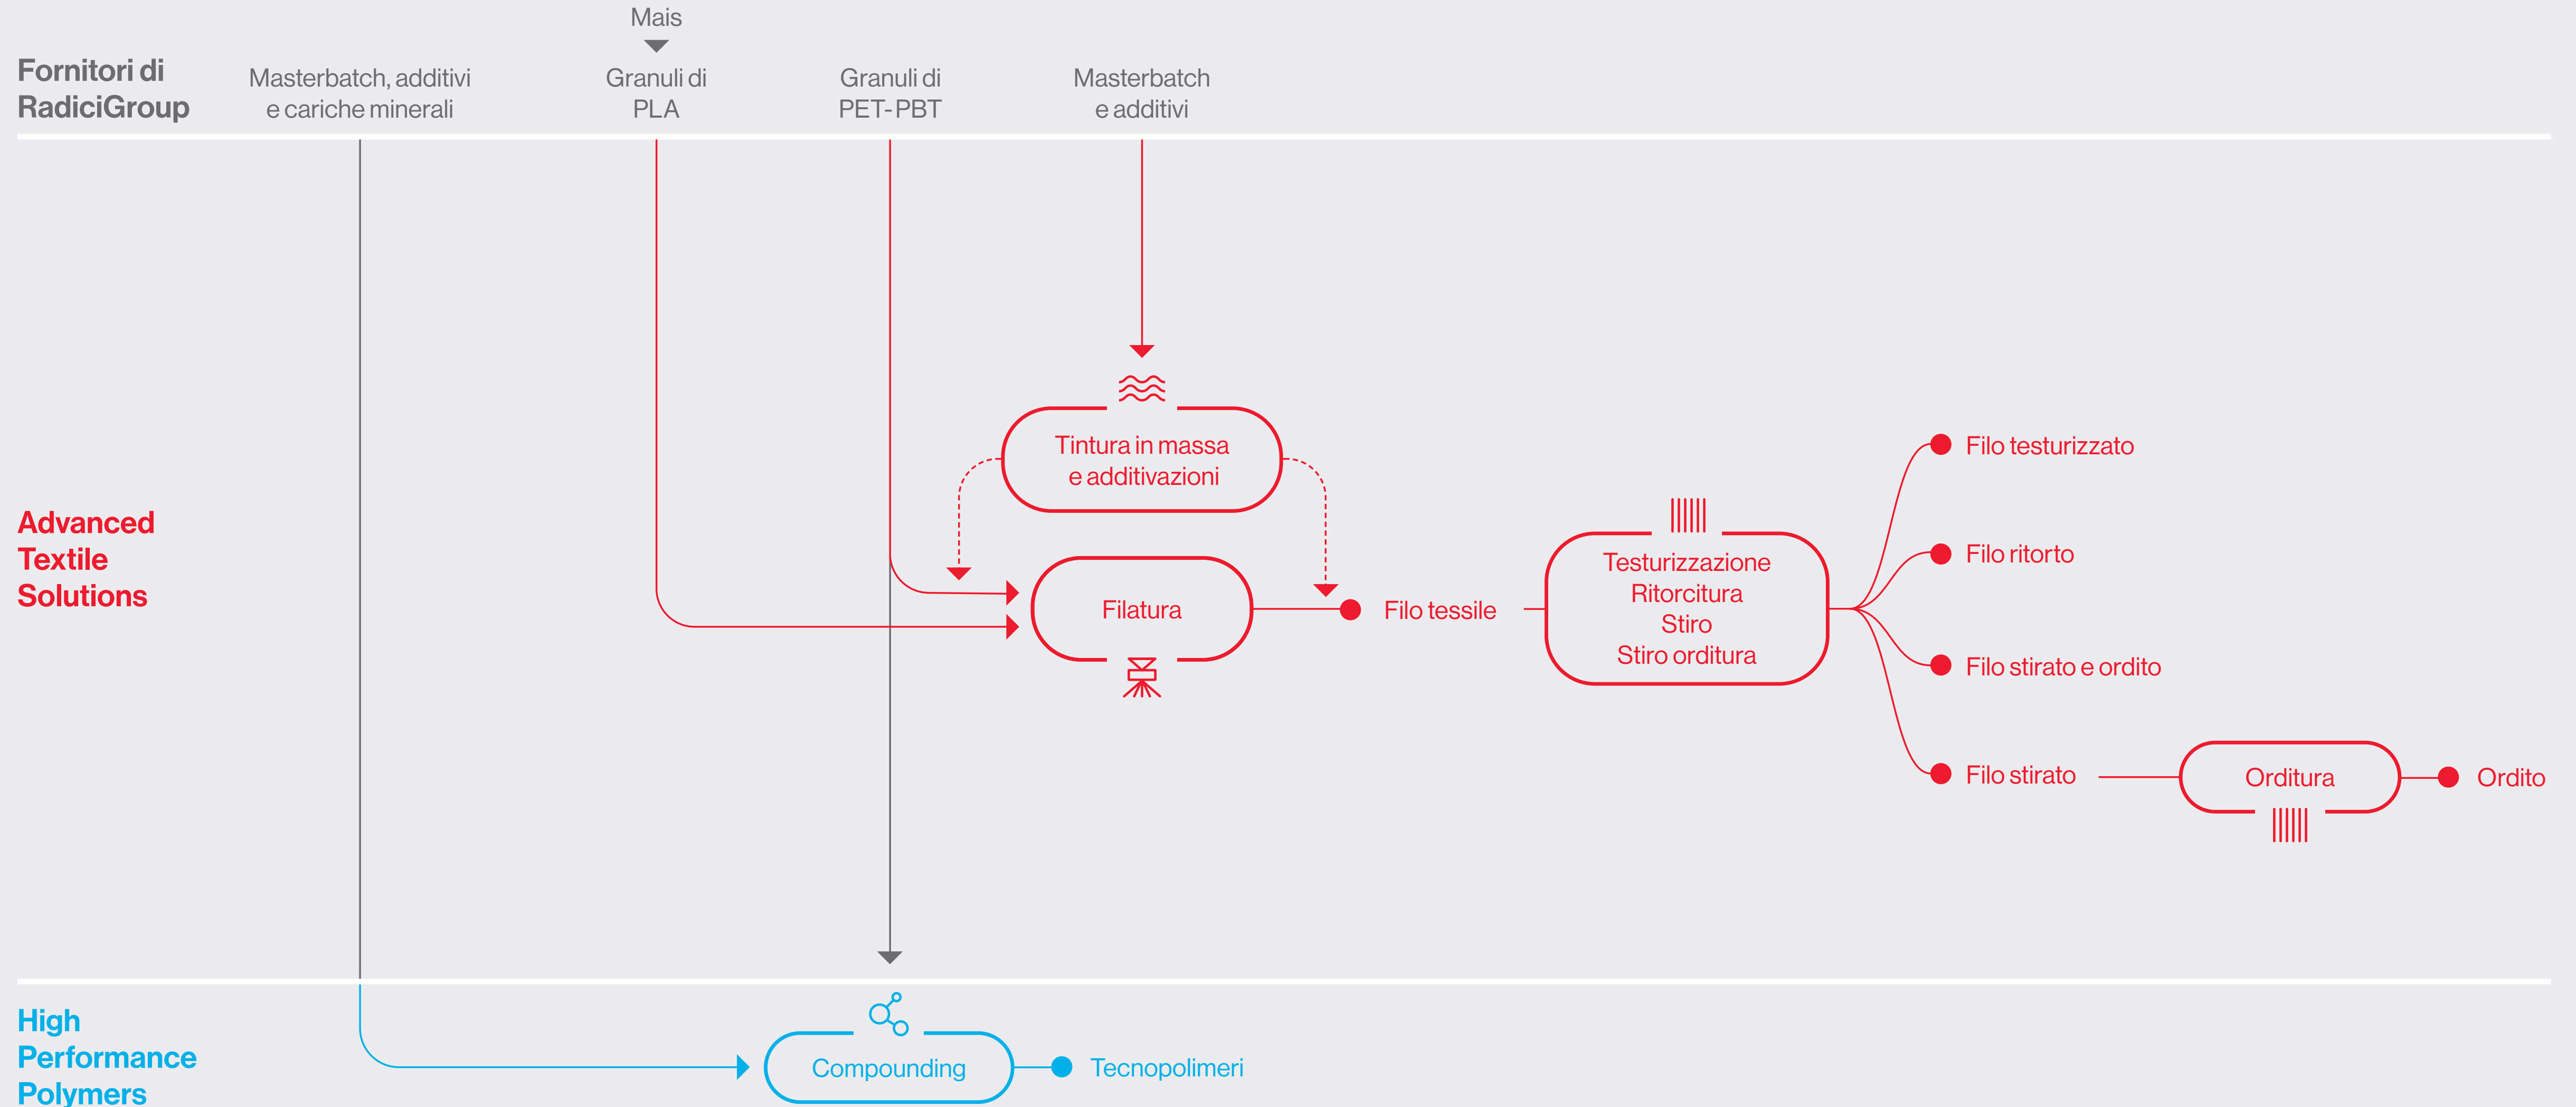 Mais
Fornitori di
RadiciGroup
Masterbatch, additivi
e cariche minerali
Granuli di
PLA
Granuli di
PET-PBT
Masterbatch
e additivi
Advanced
Textile
Solutions
Tintura in massa
e additivazioni
Filatura
Filo tessile
Testurizzazione
Ritorcitura
Stiro
Stiro orditura
Filo testurizzato
Filo ritorto
Filo stirato e ordito
Filo stirato
Orditura
Ordito
High
Performance
Polymers
Compounding
Tecnopolimeri